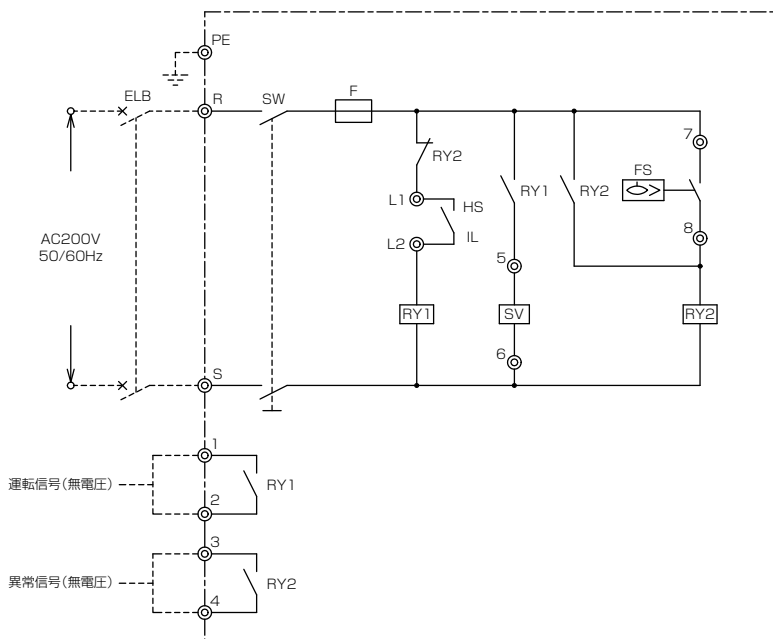 PE
ELB
R
SW
F
7
RY2
FS
L1
HS
RY1
RY2
IL
L2
8
AC200V
50/60Hz
5
RY1
SV
RY2
6
S
1
運転信号（無電圧）
RY1
2
3
異常信号（無電圧）
RY2
4